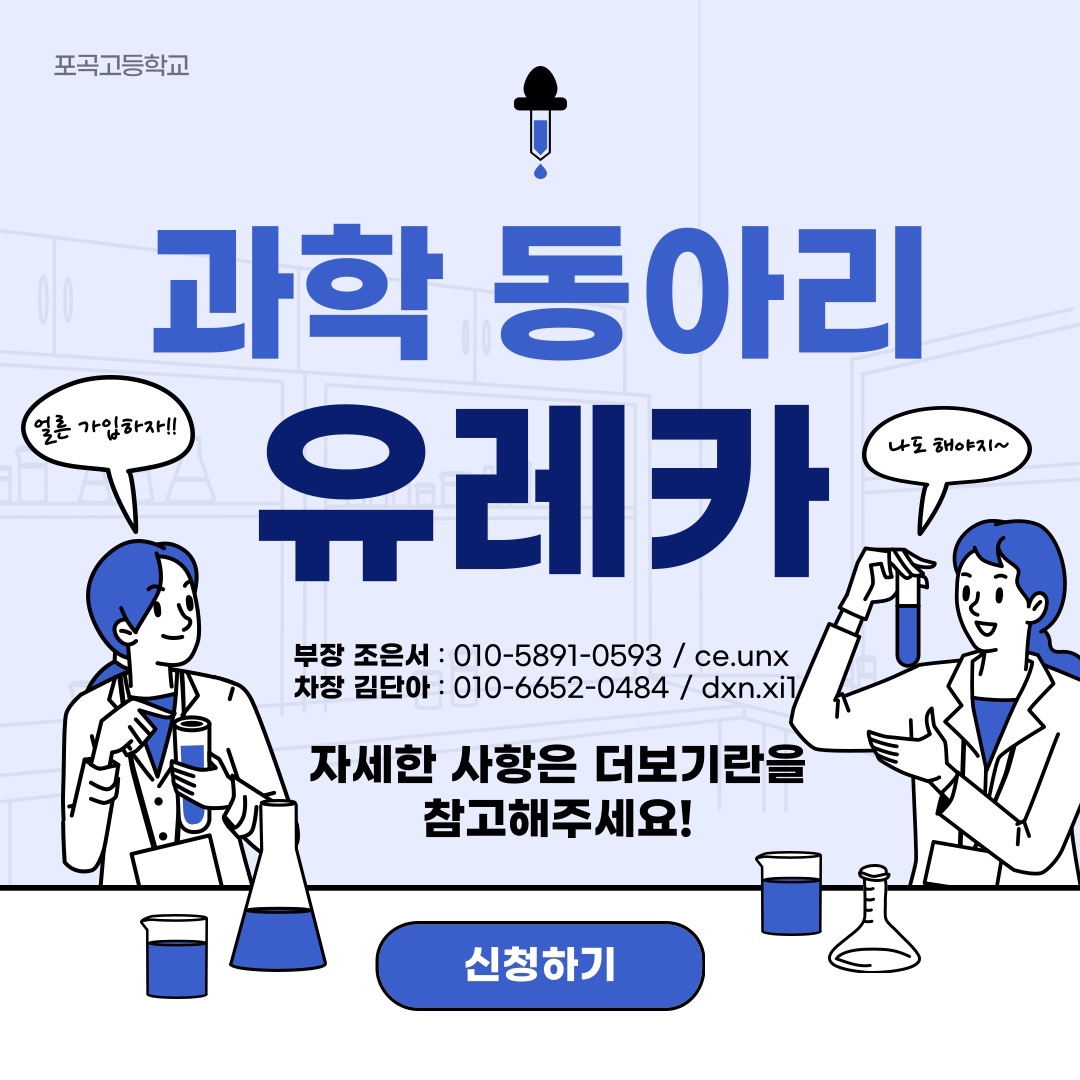 포곡고등학교
과학 동아리
얼른 가입하자!!
유레카
나도 해야지~
부장 조은서 : 010-5891-0593 / ce.unx
차장 김단아 : 010-6652-0484 / dxn.xi1
자세한 사항은 더보기란을
참고해주세요!
신청하기